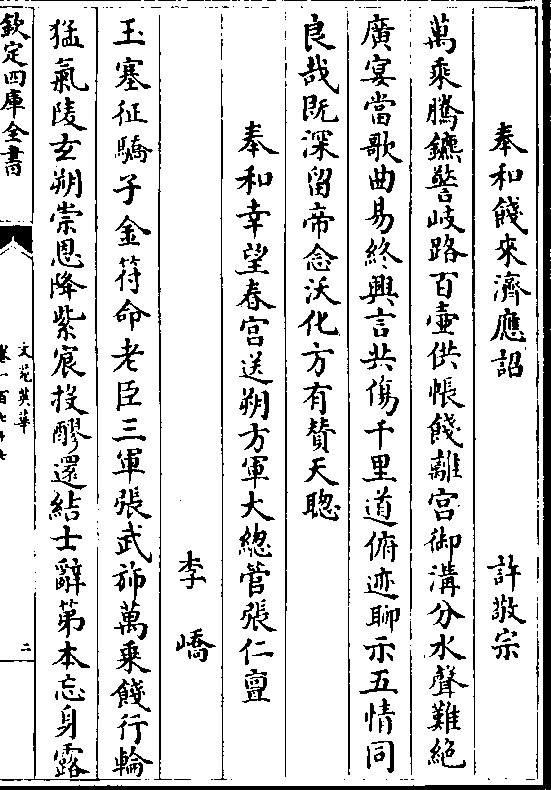 奉和餞來濟應詔　許敬宗
萬乘騰鑣警岐路百壷供帳餞離宮御溝分水聲難絶
廣宴當歌曲易終興言共傷千里道俯迹聊示五情同
良哉既深留帝念沃化方有賛天聰
奉和幸望春宫送朔方軍大總管張仁亶
李嶠
玉塞征驕子金符命老臣三軍張武斾萬乘餞行輪
猛氣陵玄朔崇恩降紫宸投醪還結士辭第本忘身露
欽定四庫全書
文苑英華
卷一百七十七
二